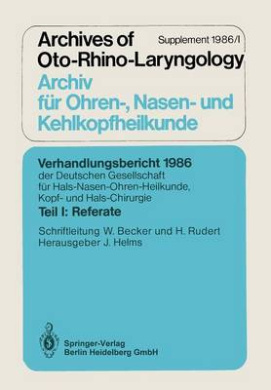 Archives of Supplement 1986/I
Oto-Rhino-Laryngology
Archiv
für Ohren-, Nasen- und
Kehlkopfheilkunde
Verhandlungsbericht 1986
der Deutschen Gesellschaft
für Hals-Nasen-Ohren-Heilkunde,
Kopf- und Hals-Chirurgie
Teil I: Referate
Schriftleitung W. Becker und H. Rudert
Herausgeber J. Helms
Springer-Verlag
Berlin Heidelberg GmbH